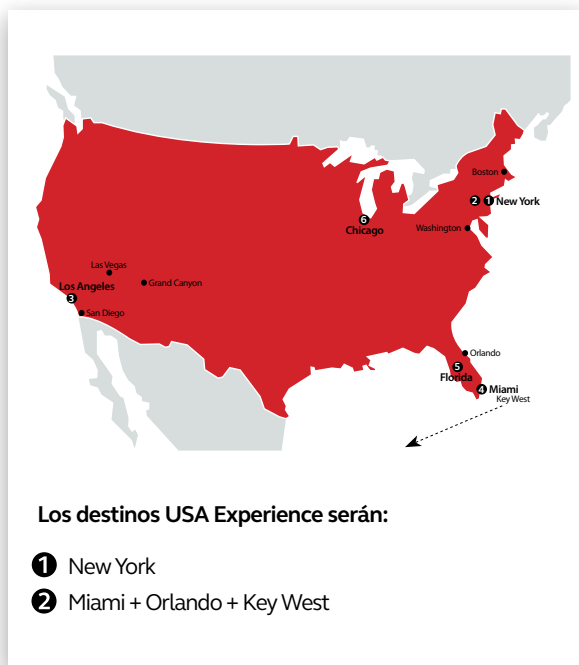 Boston
2 1 New York
6
Chicago
Washington
Las Vegas
Grand Canyon
Los Angeles
3
San Diego
Orlando
5
Florida
4 Miami
Key West
Los destinos USA Experience serán:
1 New York
2 Miami + Orlando + Key West